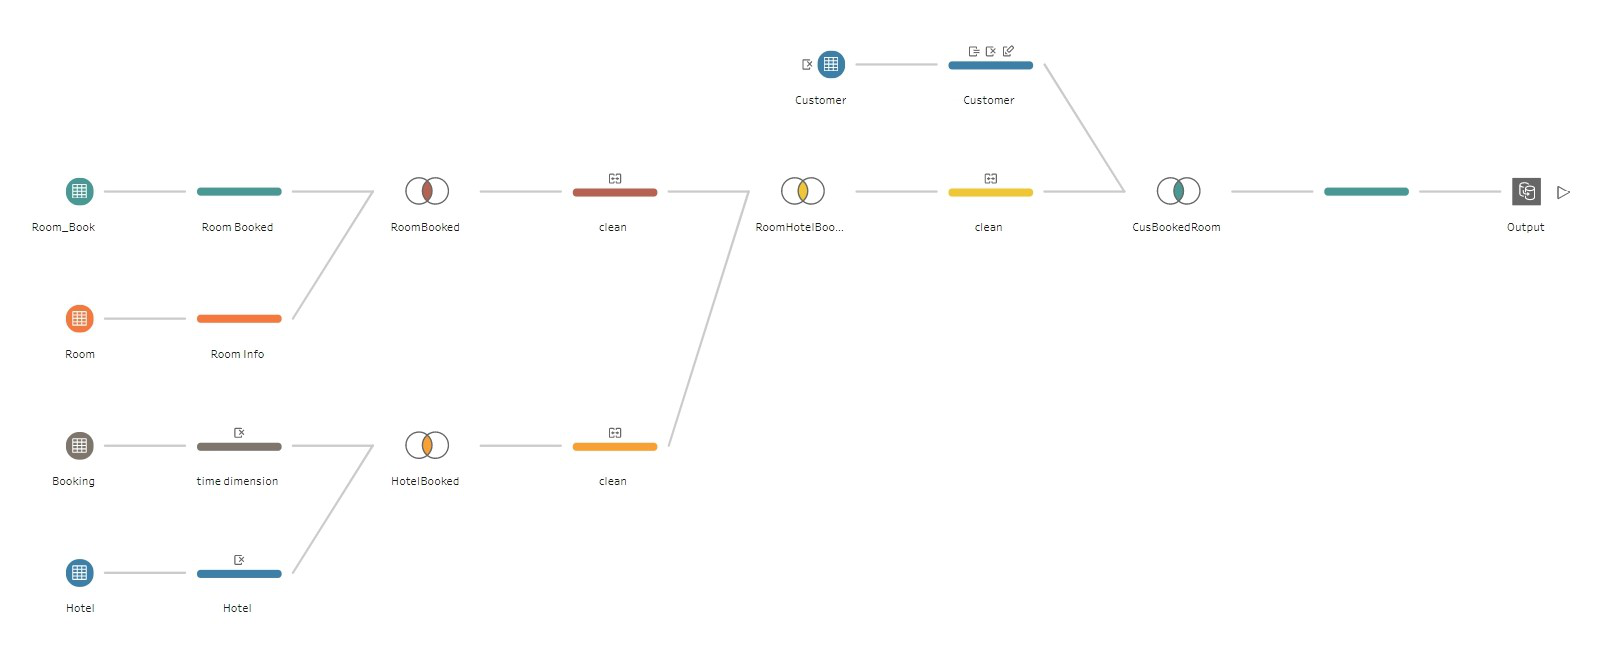 Customer
Customer
Room_Book
Room Booked
RoomBooked
clean
RoomHotelBoo...
clean
CusBookedRoom
Output
Room
Room Info
Booking
time dimension
HotelBooked
clean
Hotel
Hotel